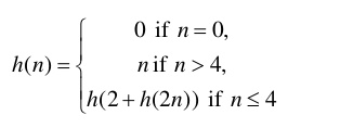 0 if n = 0,
h(n) = { n if n > 4,
h(2 + h(2n)) if n ≤ 4